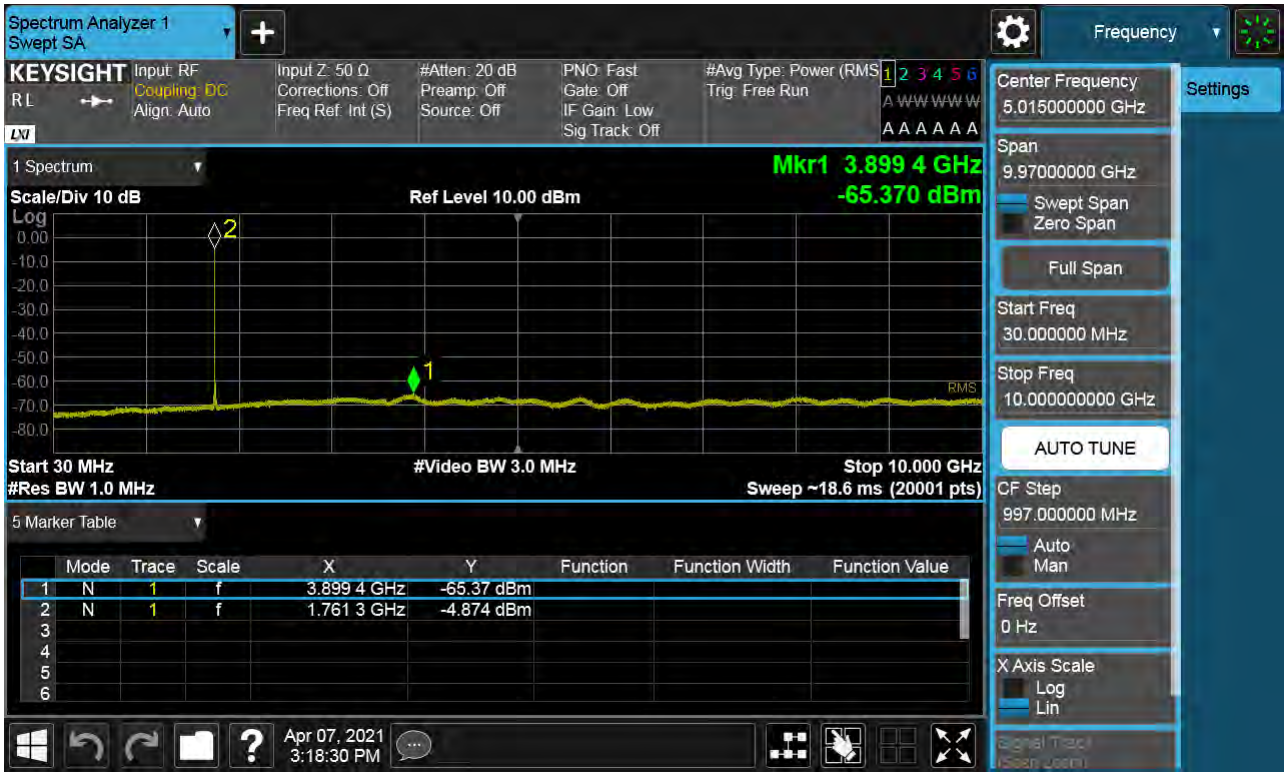 Spectrum Analyzer 1
Swept SA
+
Frequency
KEYSIGHT
RL
LXI
Input: RF
Coupling: DC
Align: Auto
Input Z: 50 Ω
Corrections: Off
Freq Ref: Int (S)
#Atten: 20 dB
Preamp: Off
Source: Off
PNO: Fast
Gate: Off
IF Gain: Low
Sig Track: Off
#Avg Type: Power (RMS
Trig: Free Run
1 2 3 4 5 6
A W W W W W
A A A A A A
1 Spectrum
Mkr1 3.899 4 GHz
-65.370 dBm
Scale/Div 10 dB
Ref Level 10.00 dBm
Log
0.00
-10.0
-20.0
-30.0
-40.0
-50.0
-60.0
-70.0
-80.0
2
1
RMS
Start 30 MHz
#Video BW 3.0 MHz
Stop 10.000 GHz
#Res BW 1.0 MHz
Sweep ~18.6 ms (20001 pts)
5 Marker Table
Mode Trace Scale X Y Function Function Width Function Value
1 N 1 f 3.899 4 GHz -65.37 dBm
2 N 1 f 1.761 3 GHz -4.874 dBm
3
4
5
6
?
Apr 07, 2021
3:18:30 PM
Center Frequency
5.015000000 GHz
Settings
Span
9.97000000 GHz
Swept Span
Zero Span
Full Span
Start Freq
30.000000 MHz
Stop Freq
10.000000000 GHz
AUTO TUNE
CF Step
997.000000 MHz
Auto
Man
Freq Offset
0 Hz
X Axis Scale
Log
Lin
Signal Track
(Span Zoom)